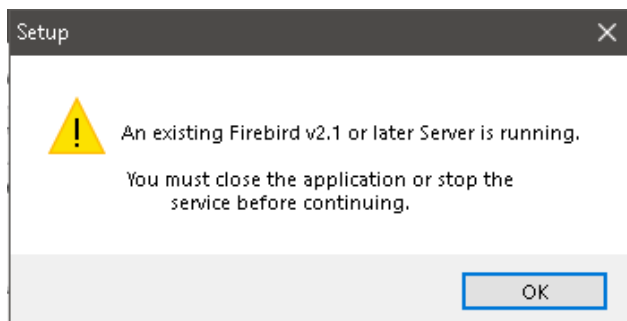 Setup
An existing Firebird v2.1 or later Server is running.
You must close the application or stop the
service before continuing.
OK